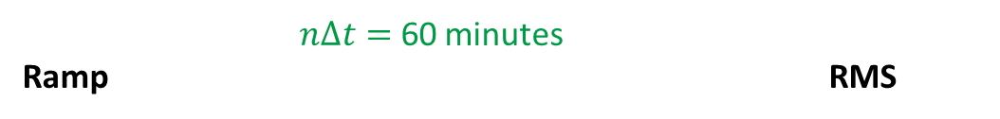 nΔt = 60 minutes
Ramp RMS